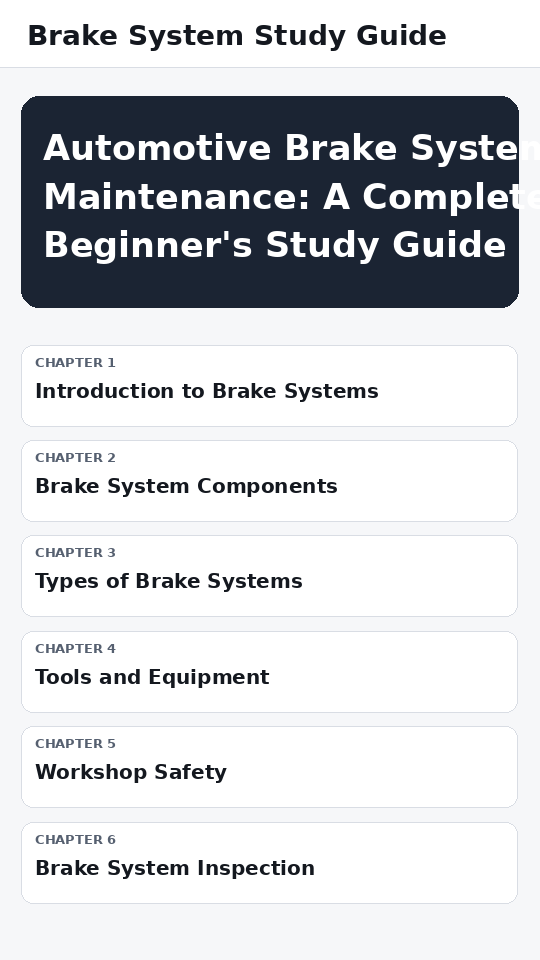 Brake System Study Guide
Automotive Brake System
Maintenance: A Complete
Beginner's Study Guide
CHAPTER 1
Introduction to Brake Systems
CHAPTER 2
Brake System Components
CHAPTER 3
Types of Brake Systems
CHAPTER 4
Tools and Equipment
CHAPTER 5
Workshop Safety
CHAPTER 6
Brake System Inspection